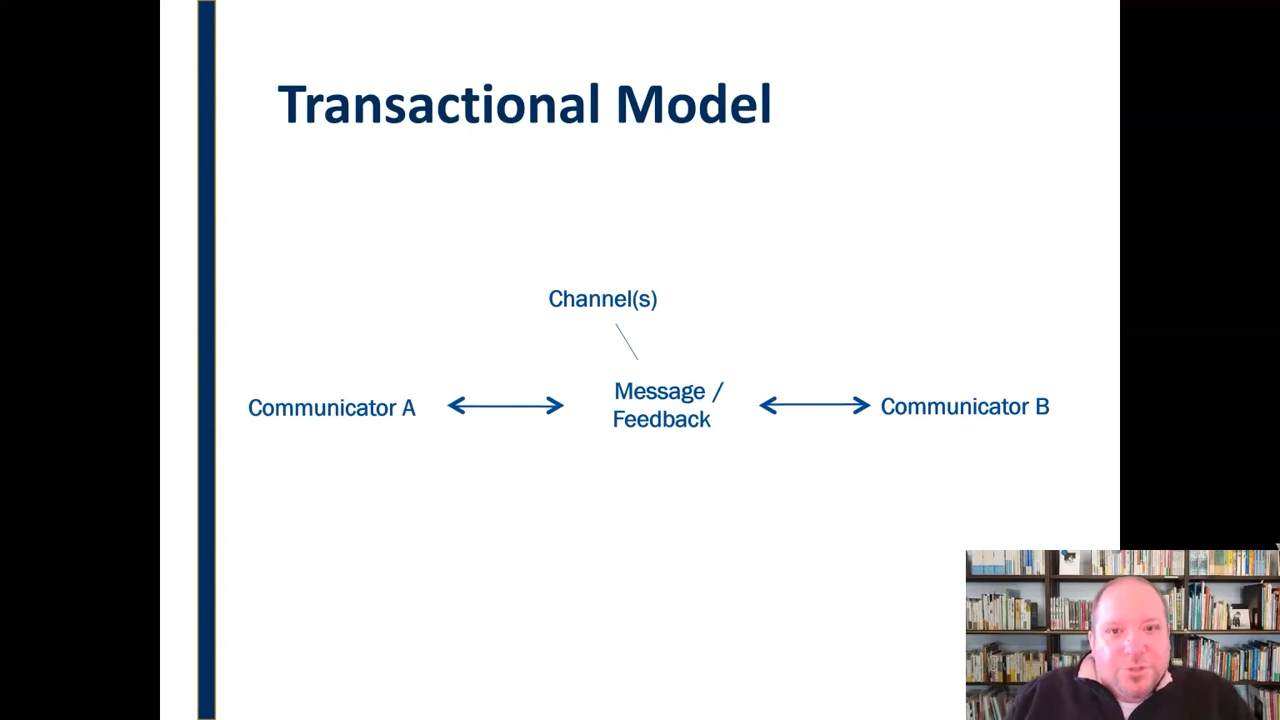 Transactional Model
Channel(s)
Message /
Feedback
Communicator A
Communicator B